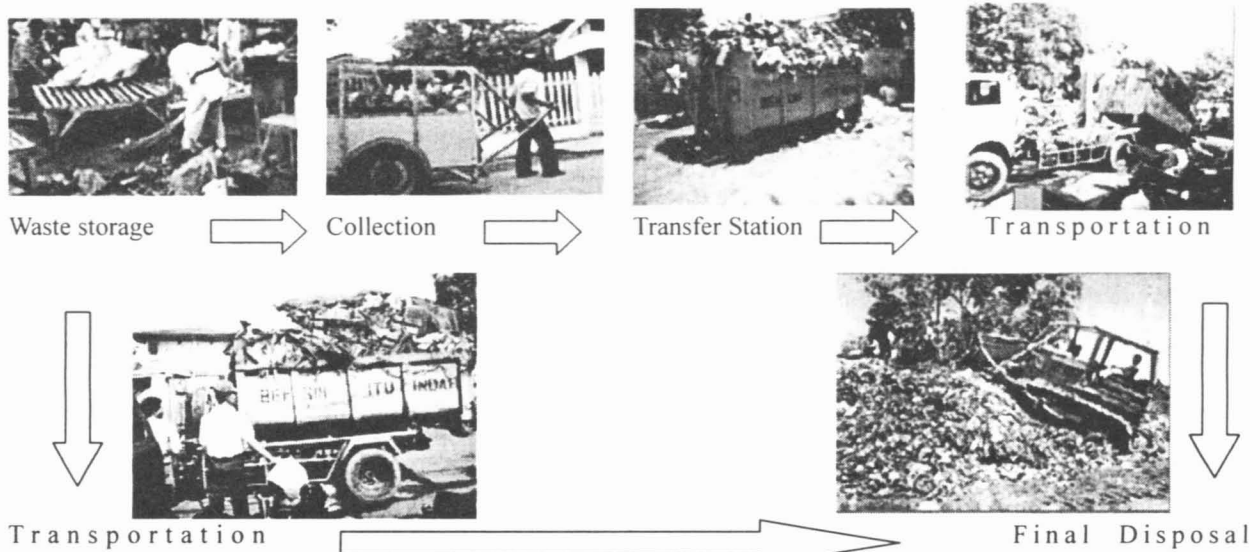 Waste storage
Collection
Transfer Station
Transportation
Transportation
Final Disposal